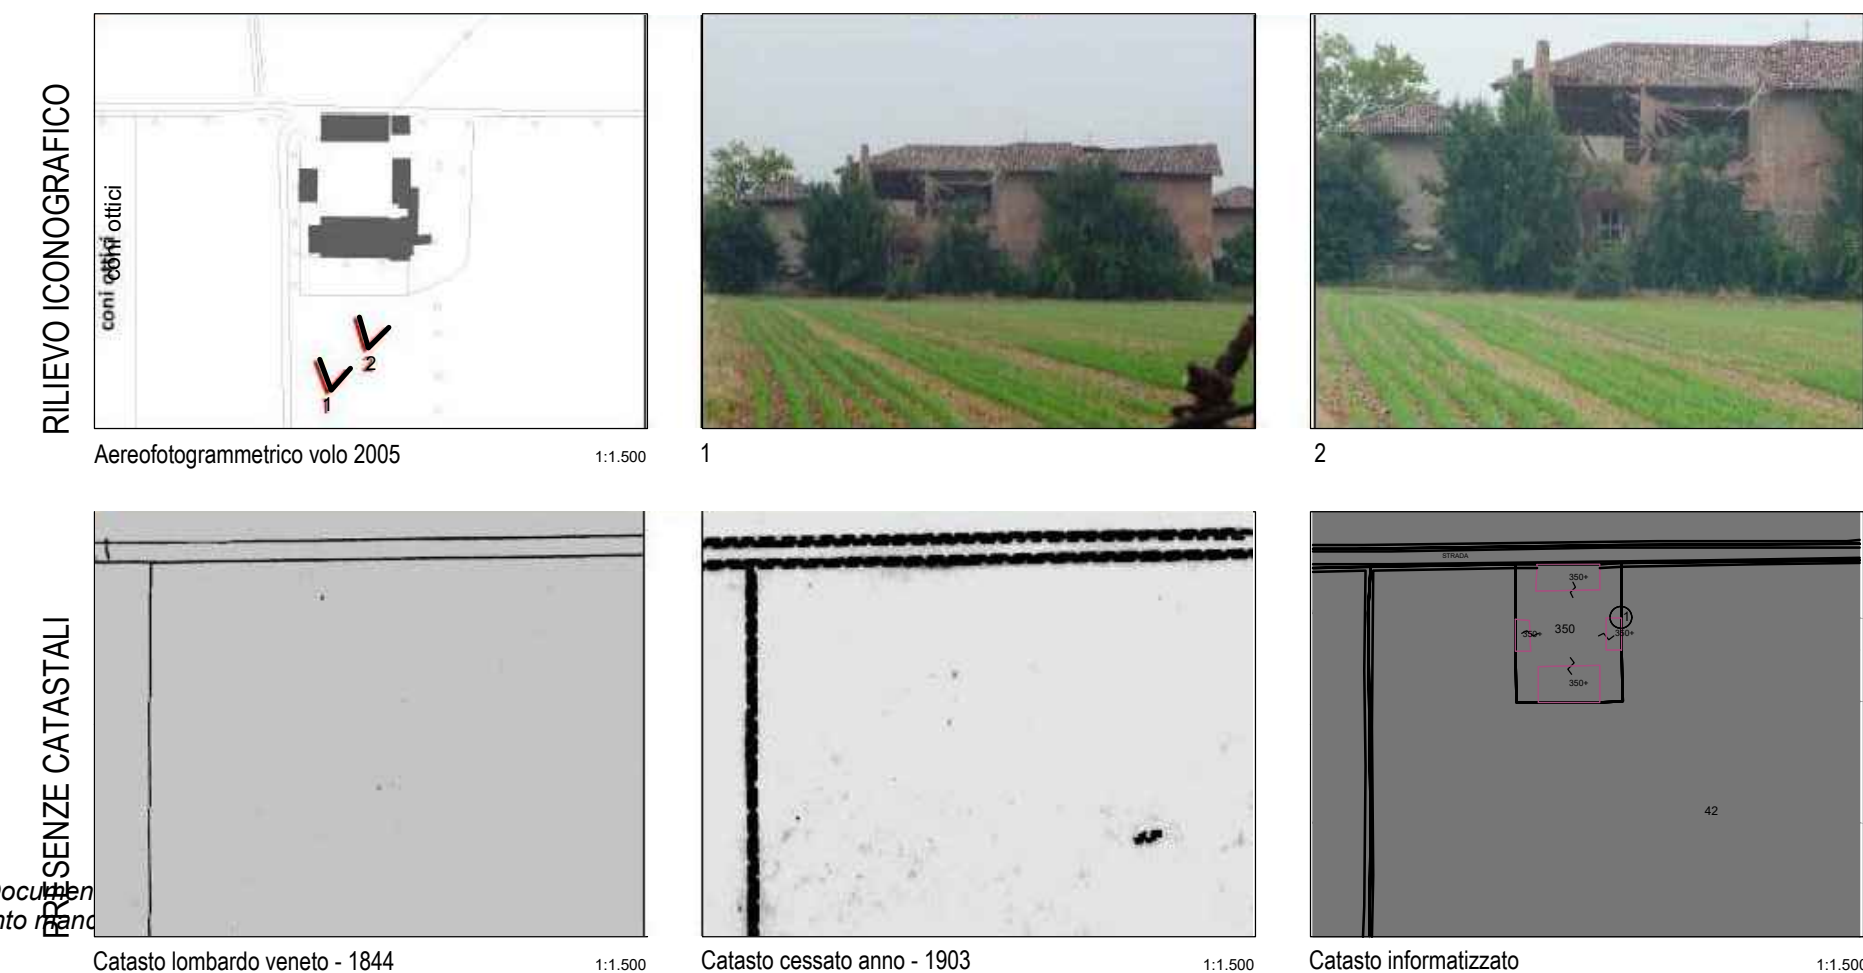 RILIEVO ICONOGRAFICO
coni ottici
coni ottici
2
1
Aereofotogrammetrico volo 2005 1:1.500
1
2
PRESENZE CATASTALI
STRADA
350+
1
350+ 350 350+
350+
42
Catasto lombardo veneto - 1844 1:1.500
Catasto cessato anno - 1903 1:1.500
Catasto informatizzato 1:1.500